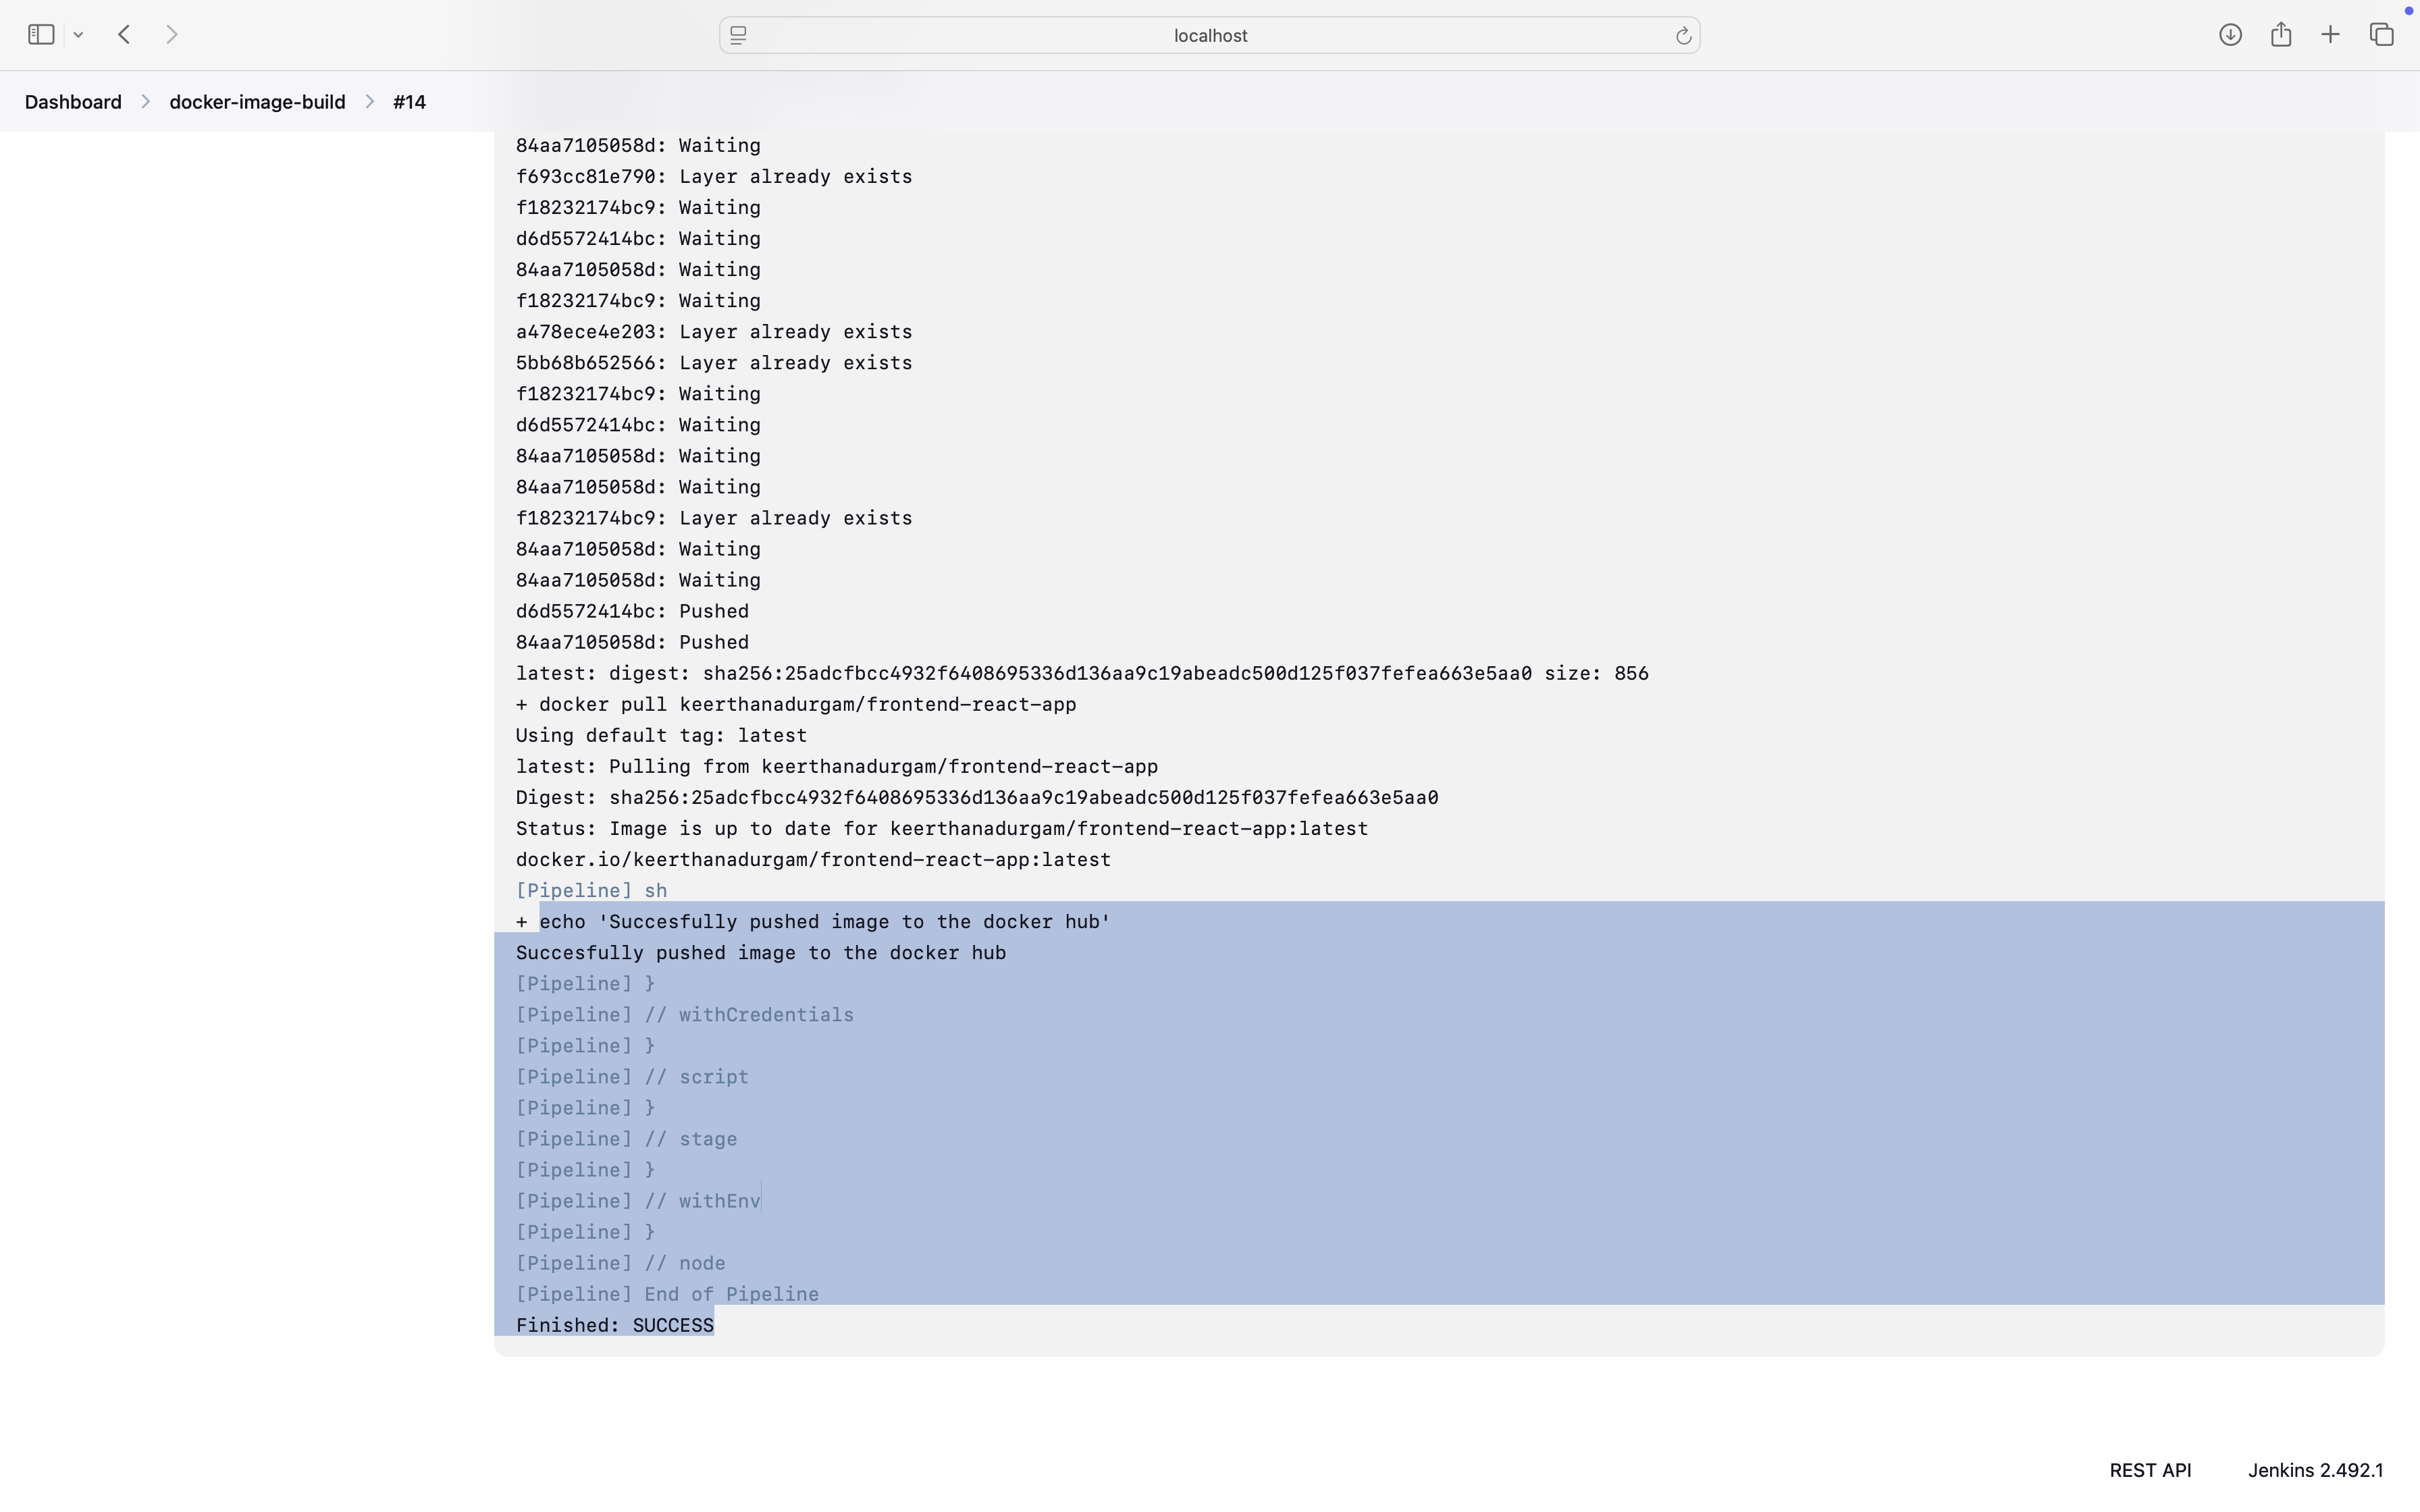 localhost
Dashboard > docker-image-build > #14
84aa7105058d: Waiting
f693cc81e790: Layer already exists
f18232174bc9: Waiting
d6d5572414bc: Waiting
84aa7105058d: Waiting
f18232174bc9: Waiting
a478ece4e203: Layer already exists
5bb68b652566: Layer already exists
f18232174bc9: Waiting
d6d5572414bc: Waiting
84aa7105058d: Waiting
84aa7105058d: Waiting
f18232174bc9: Layer already exists
84aa7105058d: Waiting
84aa7105058d: Waiting
d6d5572414bc: Pushed
84aa7105058d: Pushed
latest: digest: sha256:25adcfbcc4932f6408695336d136aa9c19abeadc500d125f037fefea663e5aa0 size: 856
+ docker pull keerthanadurgam/frontend-react-app
Using default tag: latest
latest: Pulling from keerthanadurgam/frontend-react-app
Digest: sha256:25adcfbcc4932f6408695336d136aa9c19abeadc500d125f037fefea663e5aa0
Status: Image is up to date for keerthanadurgam/frontend-react-app:latest
docker.io/keerthanadurgam/frontend-react-app:latest
[Pipeline] sh
+ echo 'Succesfully pushed image to the docker hub'
Succesfully pushed image to the docker hub
[Pipeline] }
[Pipeline] // withCredentials
[Pipeline] }
[Pipeline] // script
[Pipeline] }
[Pipeline] // stage
[Pipeline] }
[Pipeline] // withEnv
[Pipeline] }
[Pipeline] // node
[Pipeline] End of Pipeline
Finished: SUCCESS
REST API Jenkins 2.492.1